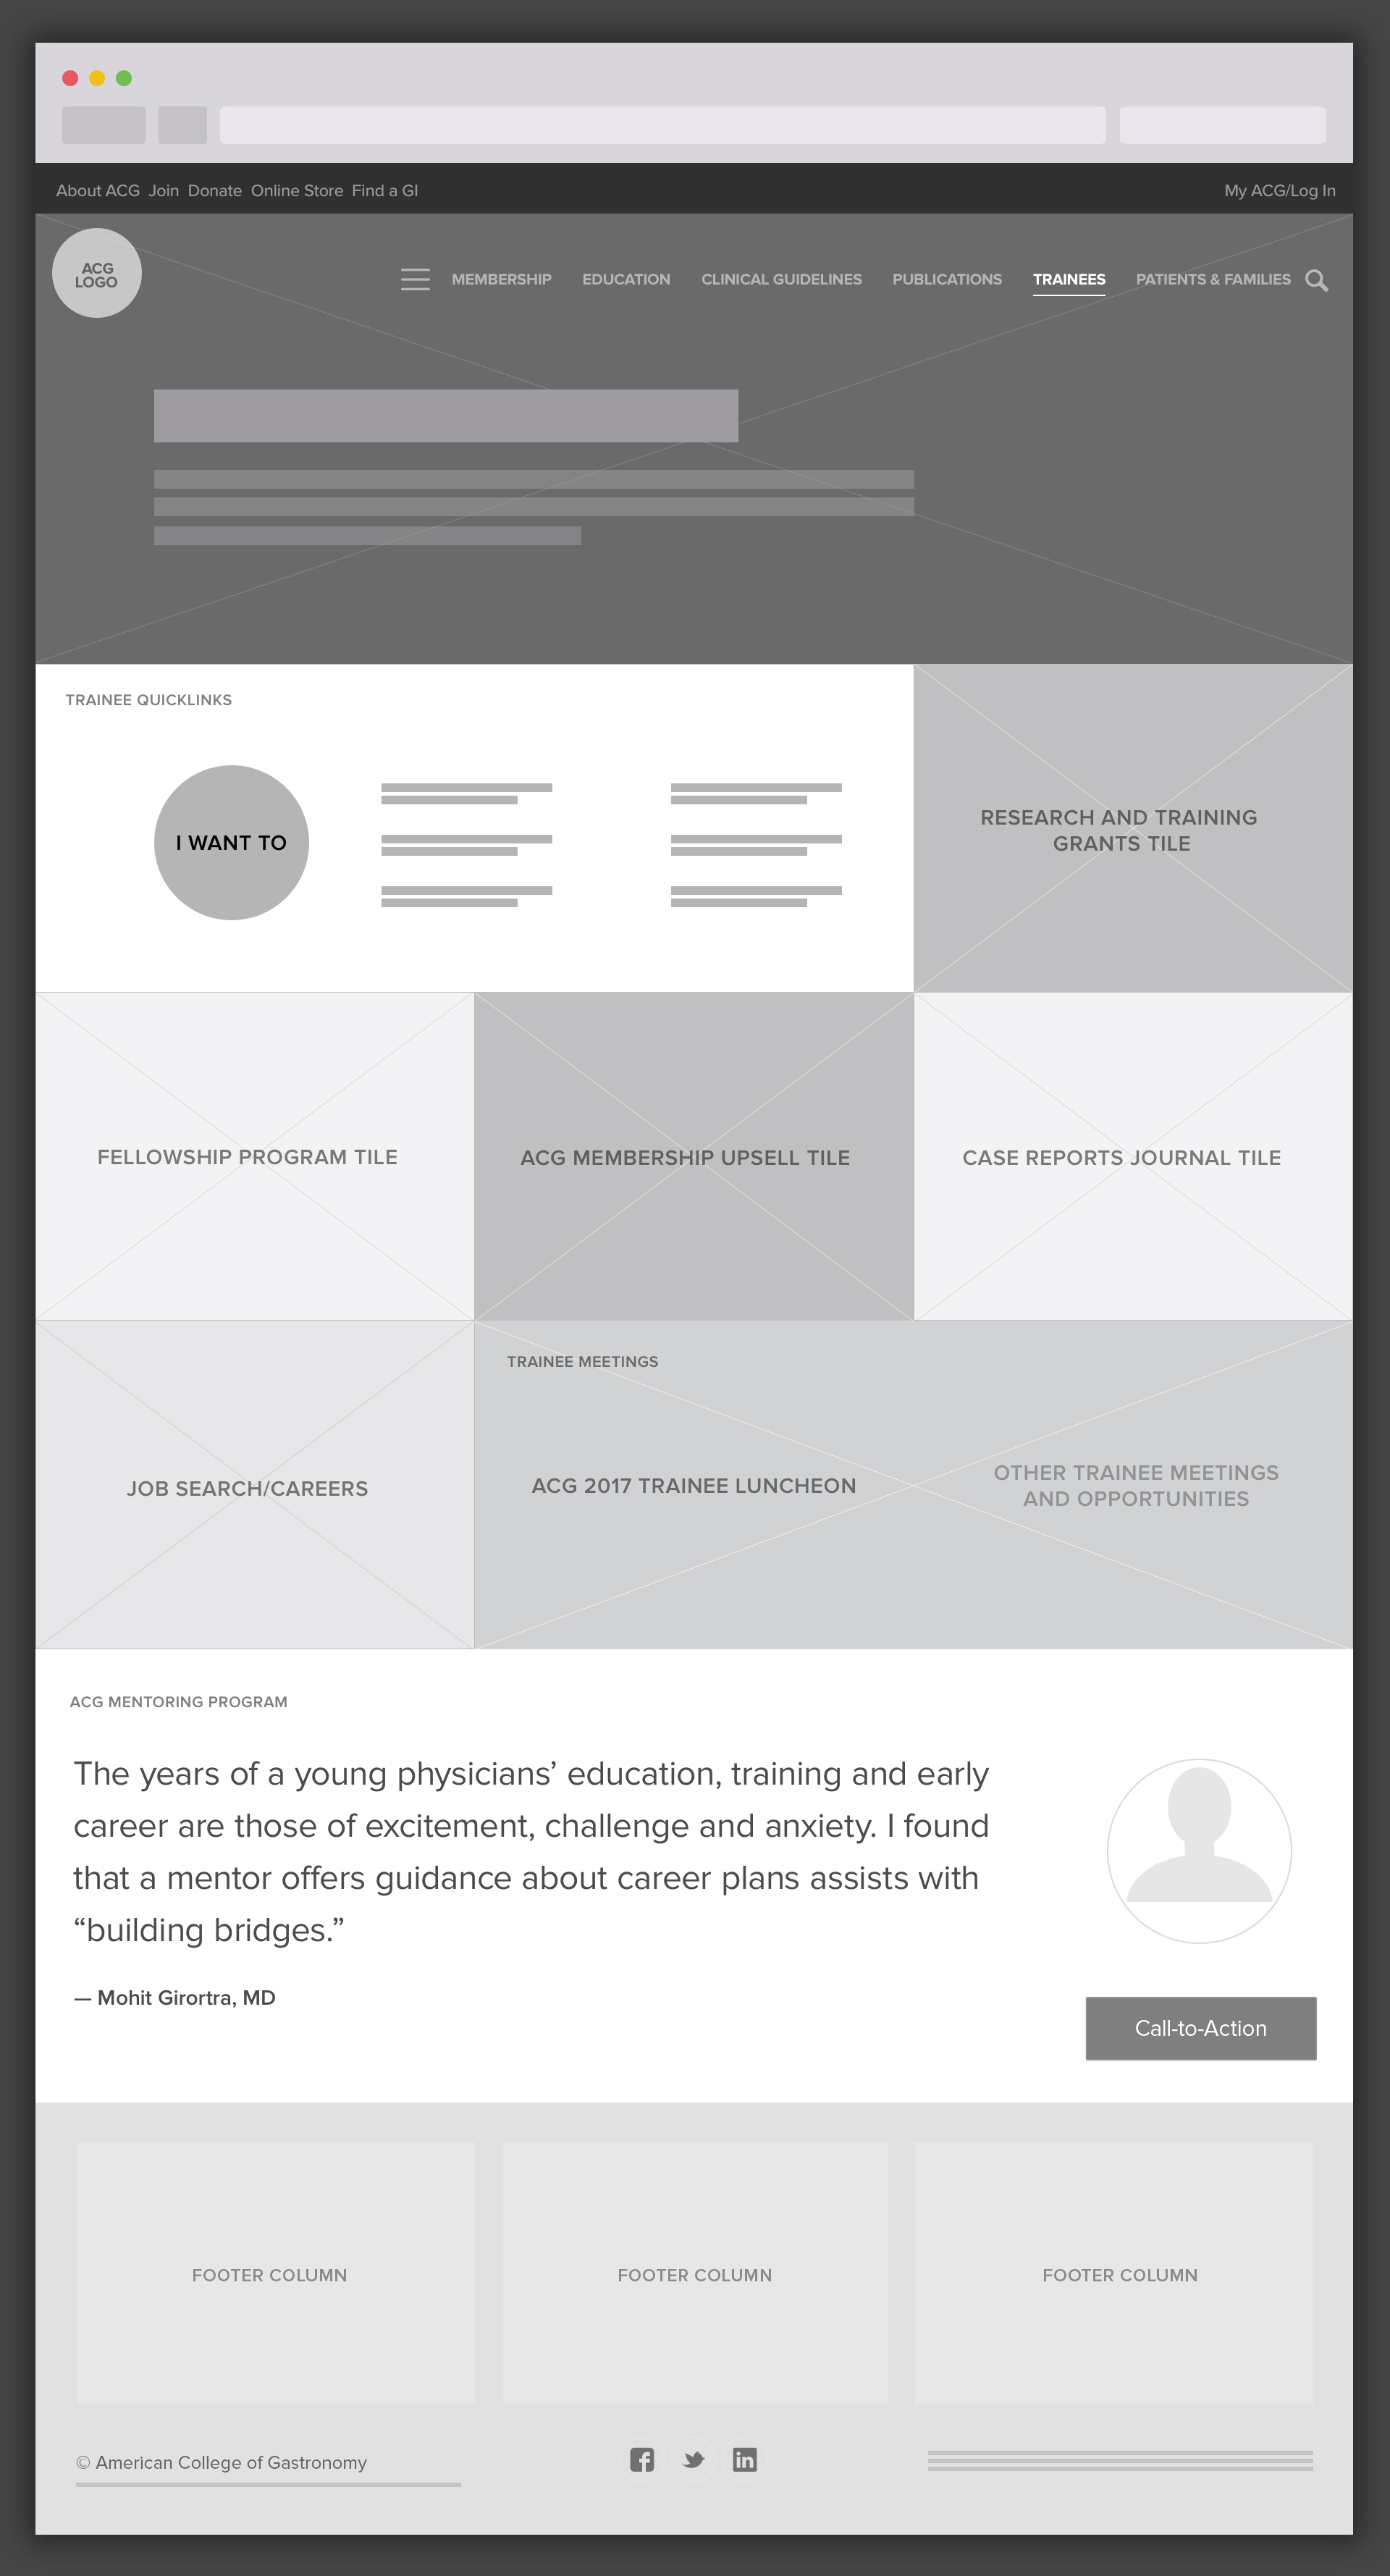 About ACG Join Donate Online Store Find a GI
My ACG/Log In
ACG
LOGO
MEMBERSHIP EDUCATION CLINICAL GUIDELINES PUBLICATIONS TRAINEES PATIENTS & FAMILIES
TRAINEE QUICKLINKS
I WANT TO
RESEARCH AND TRAINING
GRANTS TILE
FELLOWSHIP PROGRAM TILE
ACG MEMBERSHIP UPSELL TILE
CASE REPORTS JOURNAL TILE
JOB SEARCH/CAREERS
TRAINEE MEETINGS
ACG 2017 TRAINEE LUNCHEON
OTHER TRAINEE MEETINGS
AND OPPORTUNITIES
ACG MENTORING PROGRAM
The years of a young physicians’ education, training and early
career are those of excitement, challenge and anxiety. I found
that a mentor offers guidance about career plans assists with
“building bridges.”
— Mohit Girortra, MD
Call-to-Action
FOOTER COLUMN
FOOTER COLUMN
FOOTER COLUMN
© American College of Gastronomy